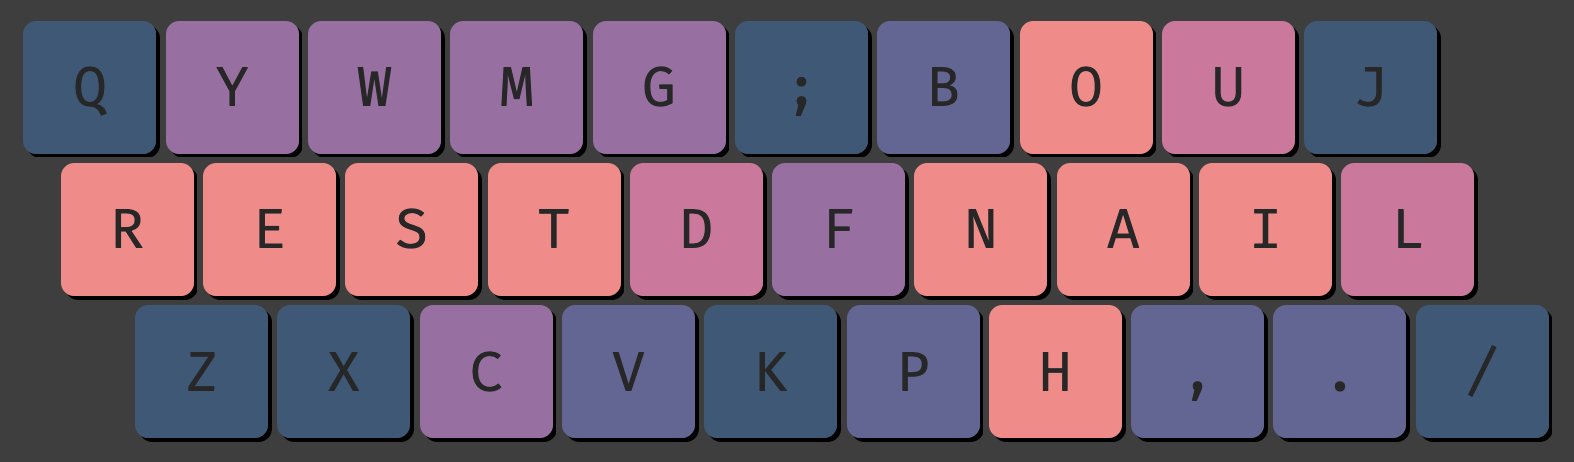 Q Y W M G ; B O U J
R E S T D F N A I L
Z X C V K P H , . /